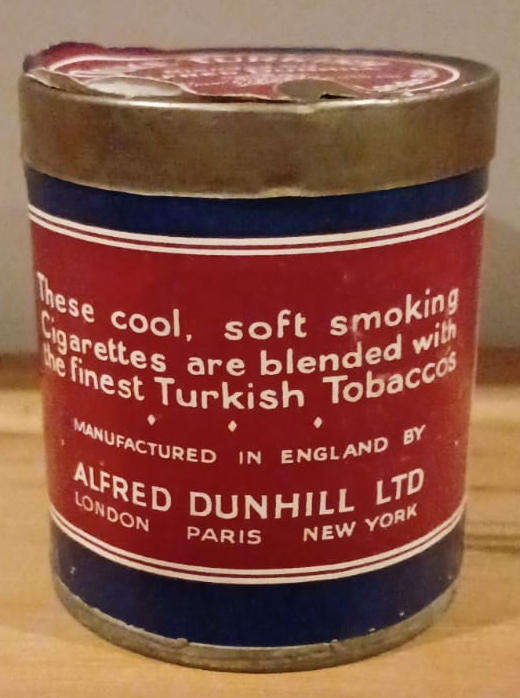 These cool, soft smoking
Cigarettes are blended with
the finest Turkish Tobaccos
MANUFACTURED IN ENGLAND BY
ALFRED DUNHILL LTD
LONDON PARIS NEW YORK